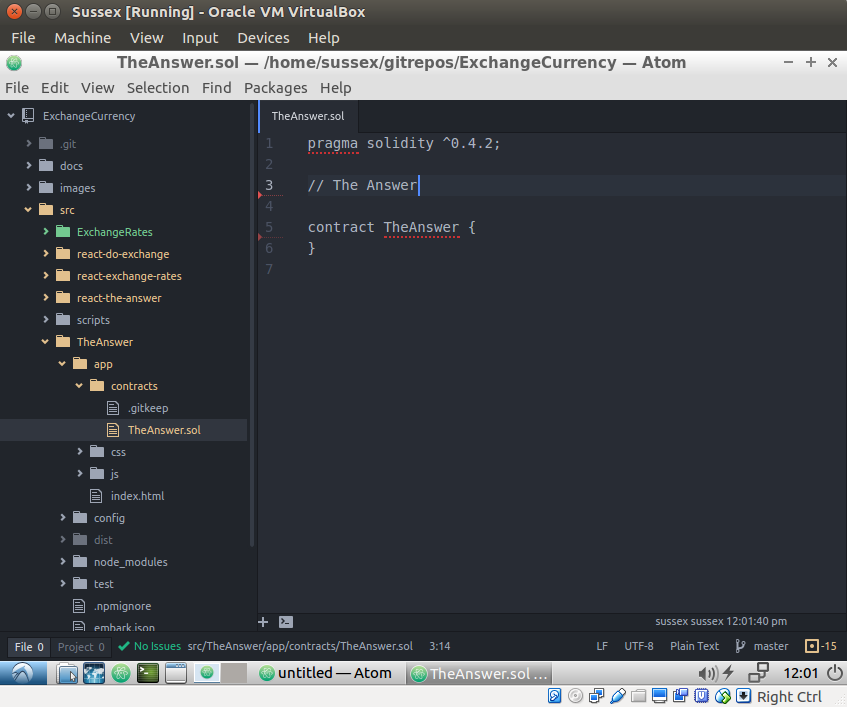 Sussex [Running] - Oracle VM VirtualBox
File Machine View Input Devices Help
TheAnswer.sol — /home/sussex/gitrepos/ExchangeCurrency — Atom
File Edit View Selection Find Packages Help
ExchangeCurrency
.git
docs
images
src
ExchangeRates
react-do-exchange
react-exchange-rates
react-the-answer
scripts
TheAnswer
app
contracts
.gitkeep
TheAnswer.sol
css
js
index.html
config
dist
node_modules
test
.npmignore
embark.json
TheAnswer.sol
1 pragma solidity ^0.4.2;
2
3 // The Answer
4
5 contract TheAnswer {
6 }
7
sussex sussex 12:01:40 pm
File 0 Project 0 No Issues src/TheAnswer/app/contracts/TheAnswer.sol 3:14 LF UTF-8 Plain Text master -15
untitled — Atom TheAnswer.sol ... 12:01
Right Ctrl